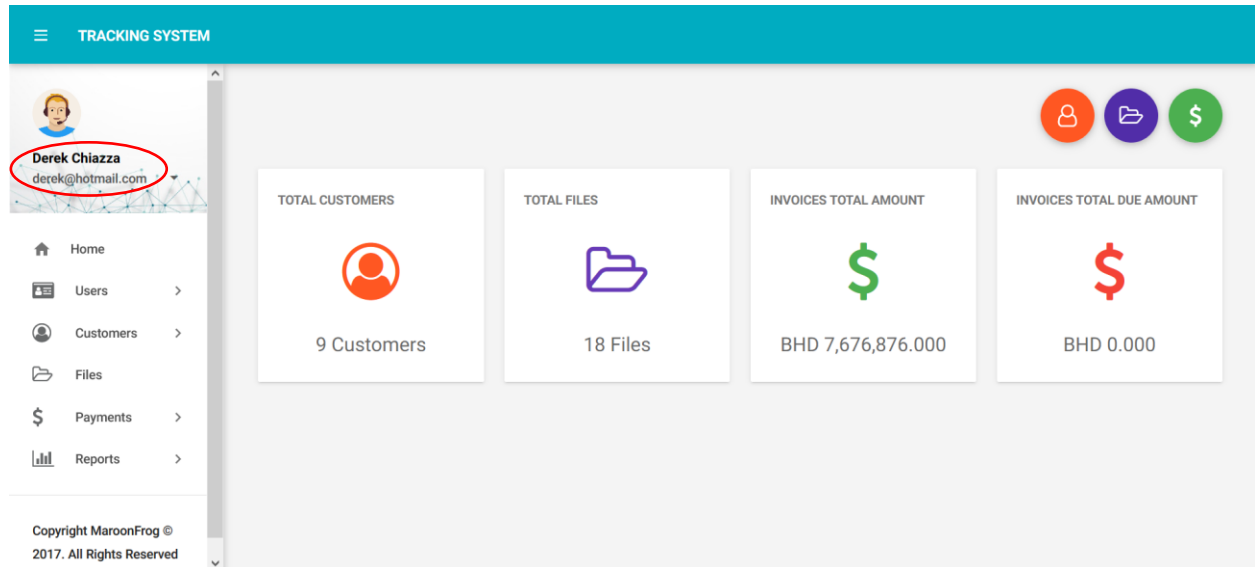 TRACKING SYSTEM
Derek Chiazza
derek@hotmail.com
Home
Users
Customers
Files
Payments
Reports
Copyright MaroonFrog ©
2017. All Rights Reserved
TOTAL CUSTOMERS
9 Customers
TOTAL FILES
18 Files
INVOICES TOTAL AMOUNT
$
BHD 7,676,876.000
INVOICES TOTAL DUE AMOUNT
$
BHD 0.000